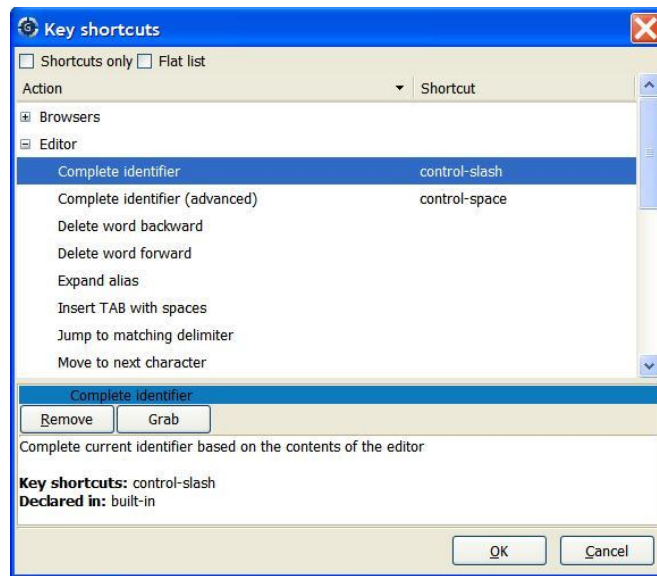 Key shortcuts
Shortcuts only Flat list
Action Shortcut
Browsers
Editor
Complete identifier control-slash
Complete identifier (advanced) control-space
Delete word backward
Delete word forward
Expand alias
Insert TAB with spaces
Jump to matching delimiter
Move to next character
Complete identifier
Remove Grab
Complete current identifier based on the contents of the editor
Key shortcuts: control-slash
Declared in: built-in
OK Cancel